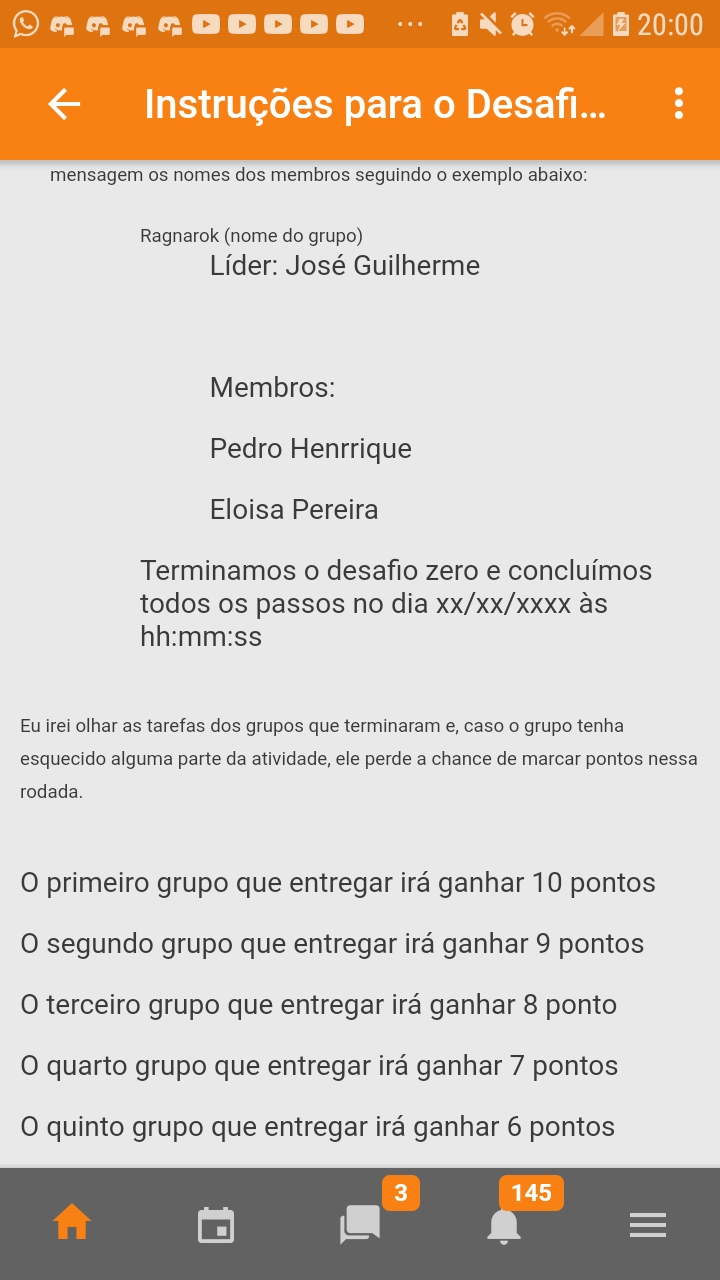 20:00
Instruções para o Desafi...
mensagem os nomes dos membros seguindo o exemplo abaixo:
Ragnarok (nome do grupo)
Líder: José Guilherme
Membros:
Pedro Henrrique
Eloisa Pereira
Terminamos o desafio zero e concluímos
todos os passos no dia xx/xx/xxxx às
hh:mm:ss
Eu irei olhar as tarefas dos grupos que terminaram e, caso o grupo tenha
esquecido alguma parte da atividade, ele perde a chance de marcar pontos nessa
rodada.
O primeiro grupo que entregar irá ganhar 10 pontos
O segundo grupo que entregar irá ganhar 9 pontos
O terceiro grupo que entregar irá ganhar 8 ponto
O quarto grupo que entregar irá ganhar 7 pontos
O quinto grupo que entregar irá ganhar 6 pontos
3
145